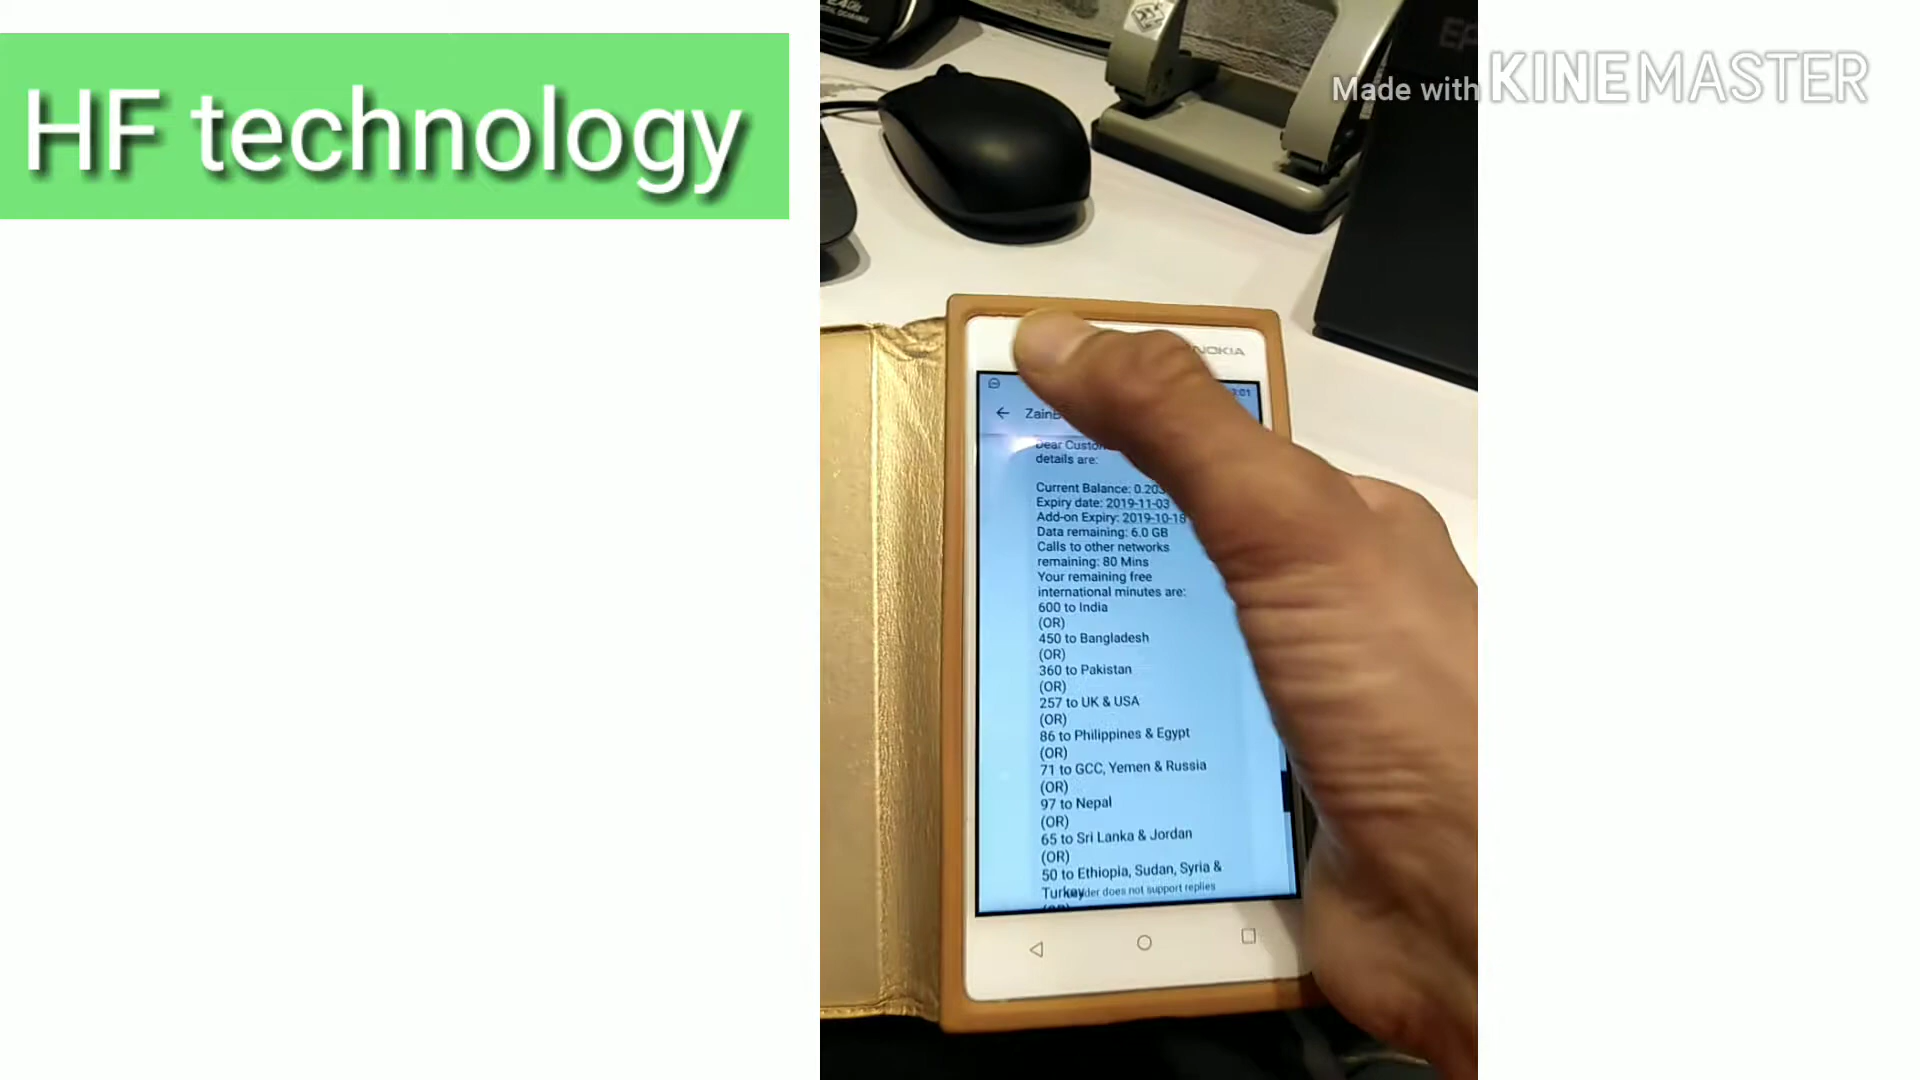 HF technology
Made with KINEMASTER
NOKIA
details are:
Current Balance: 0.203
Expiry date: 2019-11-03
Add-on Expiry: 2019-10-18
Data remaining: 6.0 GB
Calls to other networks
remaining: 80 Mins
Your remaining free
international minutes are:
600 to India
(OR)
450 to Bangladesh
(OR)
360 to Pakistan
(OR)
257 to UK & USA
(OR)
86 to Philippines & Egypt
(OR)
71 to GCC, Yemen & Russia
(OR)
97 to Nepal
(OR)
65 to Sri Lanka & Jordan
(OR)
50 to Ethiopia, Sudan, Syria &
Turkey
does not support replies